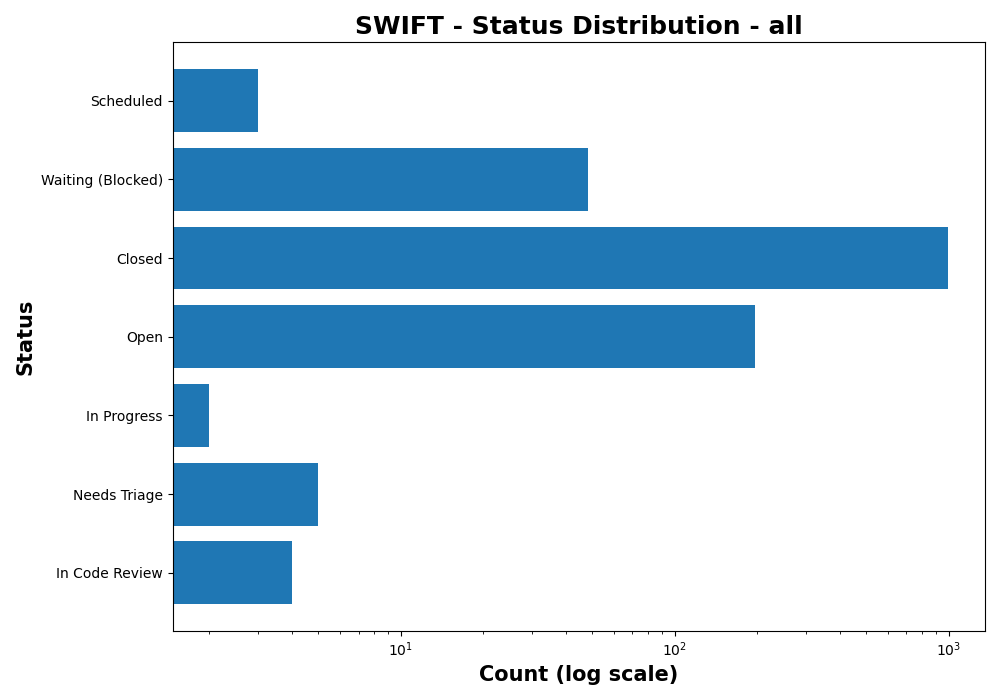 SWIFT - Status Distribution - all
Scheduled
Waiting (Blocked)
Closed
Open
In Progress
Needs Triage
In Code Review
Status
10¹
10²
10³
Count (log scale)